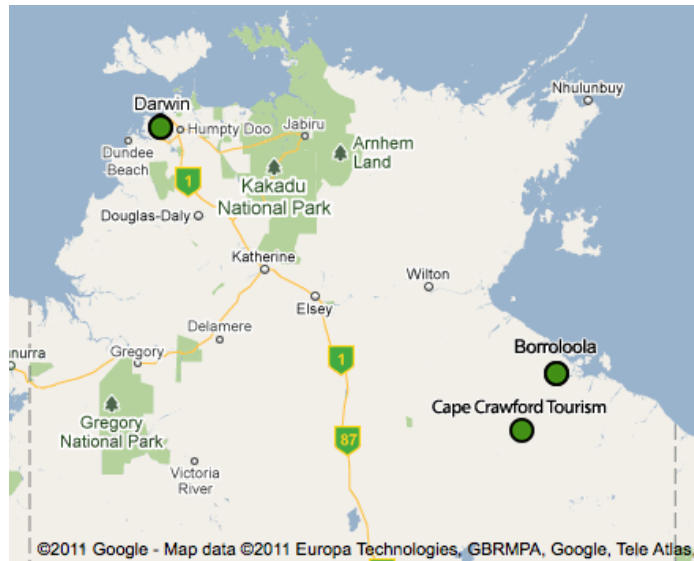 Nhulunbuy
Darwin
Humpty Doo
Jabiru
Dundee
Beach
Arnhem
Land
1
Kakadu
National Park
Douglas-Daly
Katherine
Wilton
Elsey
Delamere
Borroloola
Gregory
1
nurra
Cape Crawford Tourism
Gregory
National Park
87
Victoria
River
©2011 Google - Map data ©2011 Europa Technologies, GBRMPA, Google, Tele Atlas,